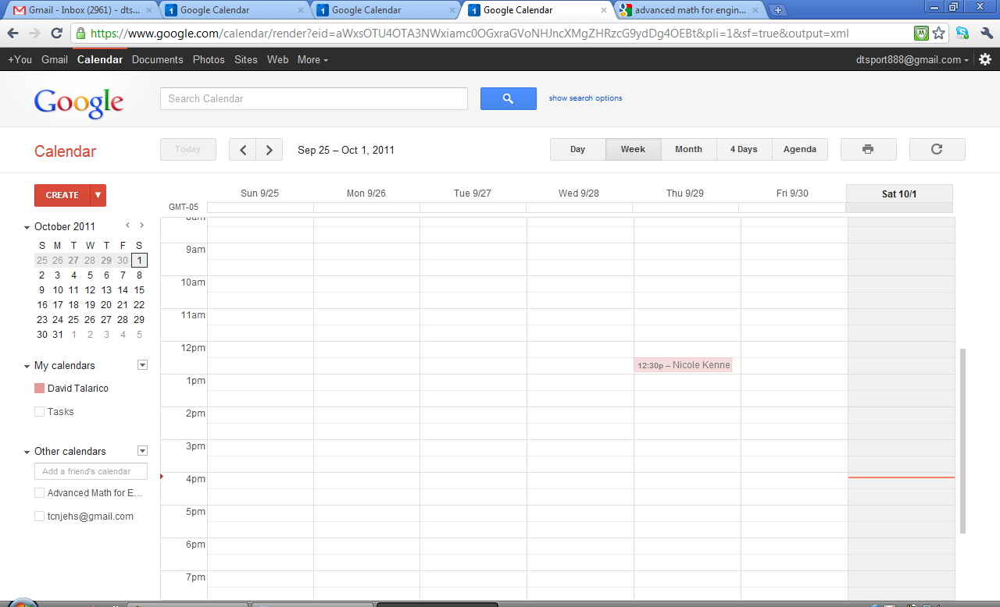 Gmail - Inbox (2961) - dts...
Google Calendar
Google Calendar
Google Calendar
advanced math for engin...
https://www.google.com/calendar/render?eid=aWxsOTU4OTA3NWxiamc0OGxraGVoNHJncXMgZHRzcG9ydDg4OEBt&pli=1&sf=true&output=xml
+You Gmail Calendar Documents Photos Sites Web More dtsport888@gmail.com
Google Search Calendar show search options
Calendar Today Sep 25 – Oct 1, 2011 Day Week Month 4 Days Agenda
CREATE
Sun 9/25 Mon 9/26 Tue 9/27 Wed 9/28 Thu 9/29 Fri 9/30 Sat 10/1
GMT-05
October 2011
S M T W T F S
25 26 27 28 29 30 1
2 3 4 5 6 7 8
9 10 11 12 13 14 15
16 17 18 19 20 21 22
23 24 25 26 27 28 29
30 31 1 2 3 4 5
My calendars
David Talarico
Tasks
Other calendars
Add a friend's calendar
Advanced Math for E...
tcnjehs@gmail.com
8am
9am
10am
11am
12pm
12:30p – Nicole Kenne
1pm
2pm
3pm
4pm
5pm
6pm
7pm